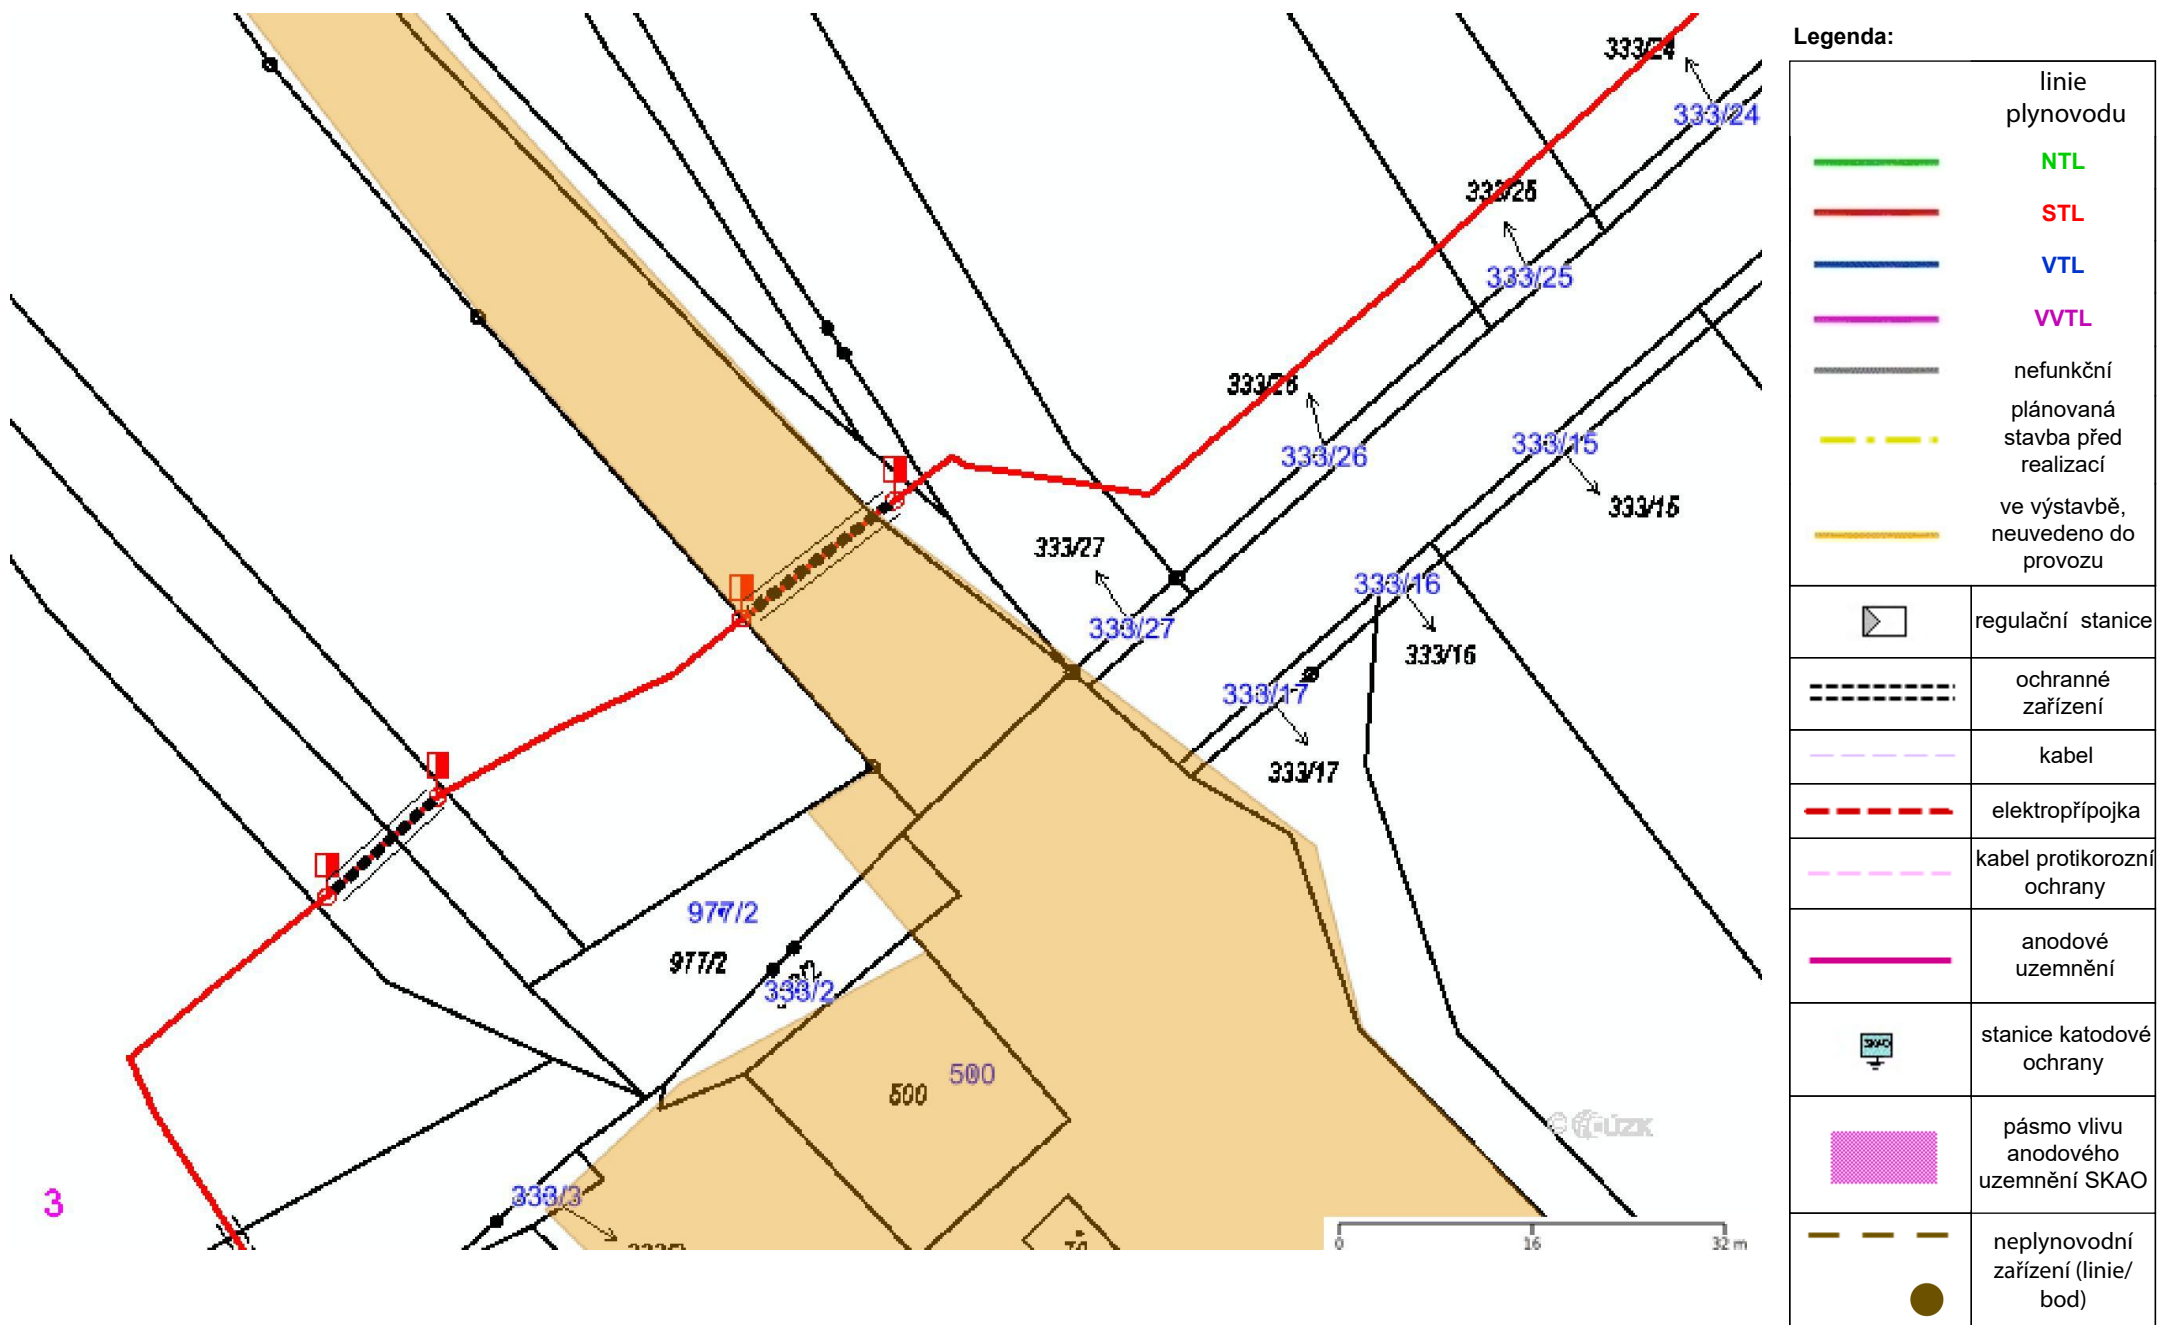 333/24
333/24
333/25
333/25
333/26
333/26
333/15
333/15
333/27
333/27
333/16
333/16
333/17
333/17
977/2
977/2
333/2
500
500
333/3
3
© ČÚZK
0 16 32 m
Legenda:
linie
plynovodu
NTL
STL
VTL
VVTL
nefunkční
plánovaná
stavba před
realizací
ve výstavbě,
neuvedeno do
provozu
regulační stanice
ochranné
zařízení
kabel
elektropřípojka
kabel protikorozní
ochrany
anodové
uzemnění
SKAO
stanice katodové
ochrany
pásmo vlivu
anodového
uzemnění SKAO
neplynovodní
zařízení (linie/
bod)